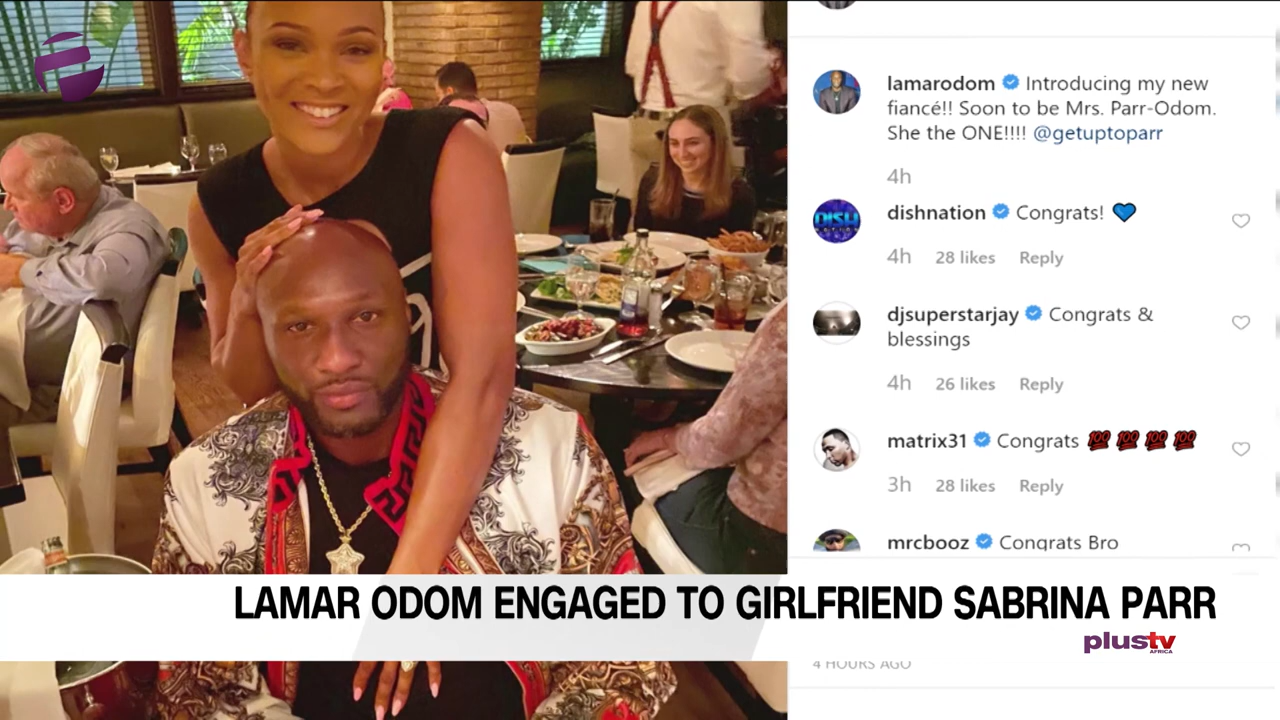 lamarodom Introducing my new
fiancé!! Soon to be Mrs. Parr-Odom.
She the ONE!!!! @getuptoparr
4h
DISH
dishnation Congrats! 💙
4h 28 likes Reply
djsuperstarjay Congrats &
blessings
4h 26 likes Reply
matrix31 Congrats 💯 💯 💯 💯
3h 28 likes Reply
mrcbooz Congrats Bro
LAMAR ODOM ENGAGED TO GIRLFRIEND SABRINA PARR
plustv
AFRICA
4 HOURS AGO